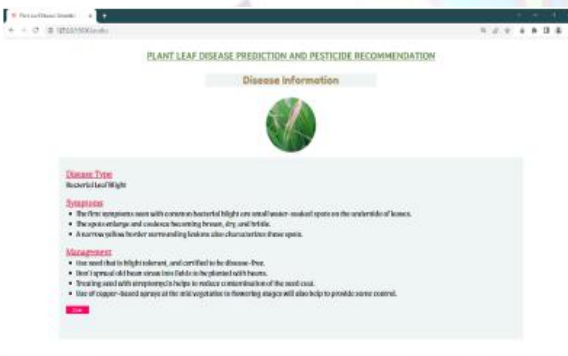 PLANT LEAF DISEASE PREDICTION AND PESTICIDE RECOMMENDATION
Disease Information
Disease Type
Bacterial Leaf Blight
Symptoms
The first symptoms seen with common bacterial blight are small water-soaked spots on the underside of leaves.
The spots enlarge and coalesce becoming brown, dry, and brittle.
A narrow yellow border surrounding lesions also characterizes these spots.
Management
Use seed that is blight tolerant, and certified to be disease-free.
Don't spread old bean straw into fields to be planted with beans.
Treating seed with streptomycin helps to reduce contamination of the seed coat.
Use of copper-based sprays at the mid vegetative to flowering stages will also help to provide some control.